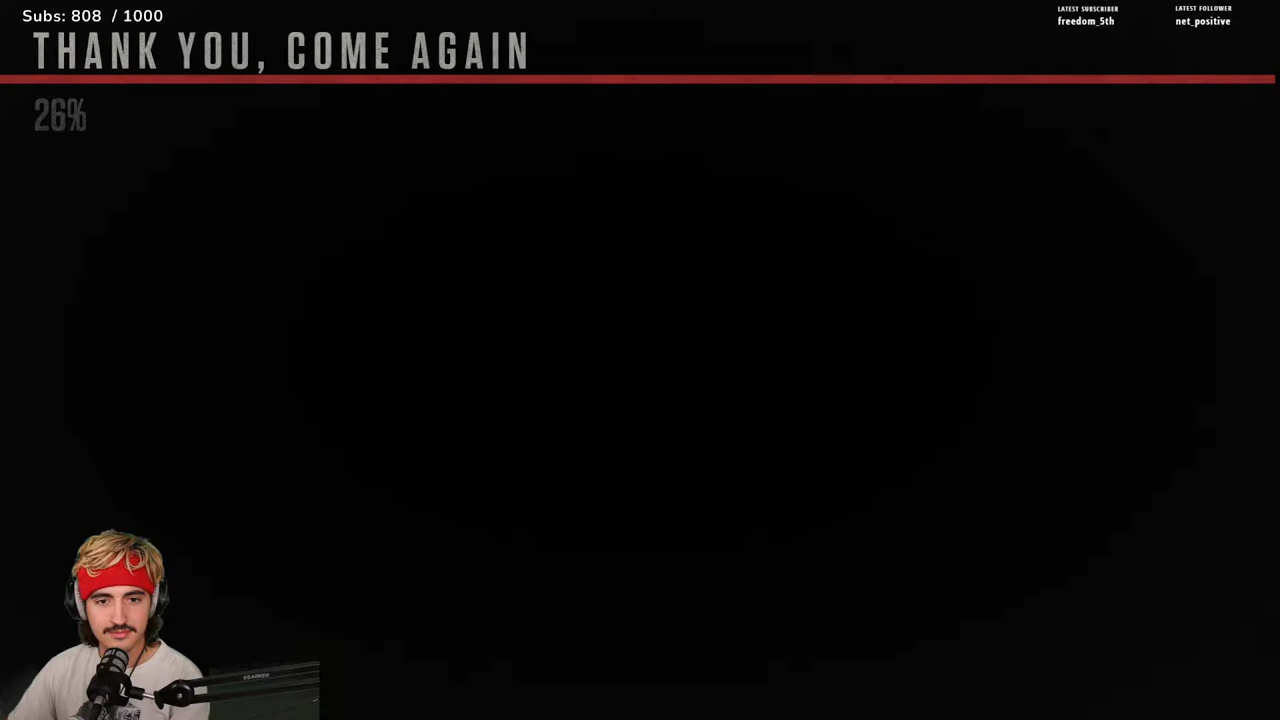 Subs: 808 / 1000
LATEST SUBSCRIBER
freedom_5th
LATEST FOLLOWER
net_positive
THANK YOU, COME AGAIN
26%